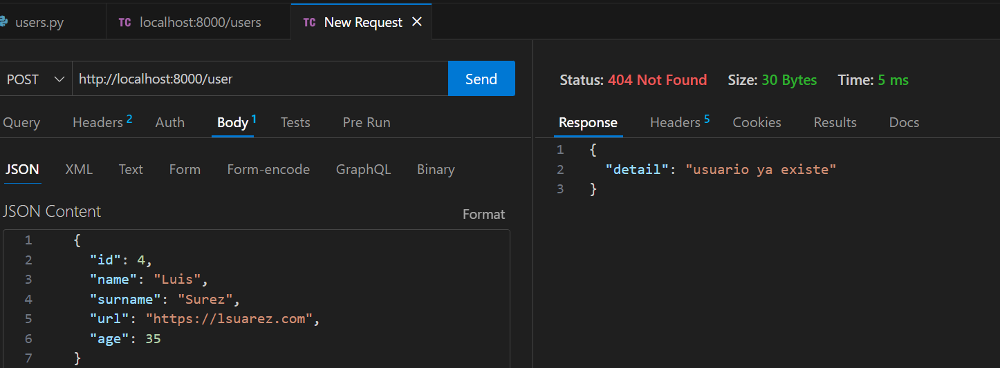 users.py
TC localhost:8000/users
TC New Request ✕
POST http://localhost:8000/user Send
Query Headers 2 Auth Body 1 Tests Pre Run
JSON XML Text Form Form-encode GraphQL Binary
JSON Content
Format
1 {
2 "id": 4,
3 "name": "Luis",
4 "surname": "Surez",
5 "url": "https://lsuarez.com",
6 "age": 35
7 }
Status: 404 Not Found Size: 30 Bytes Time: 5 ms
Response Headers 5 Cookies Results Docs
1 {
2 "detail": "usuario ya existe"
3 }